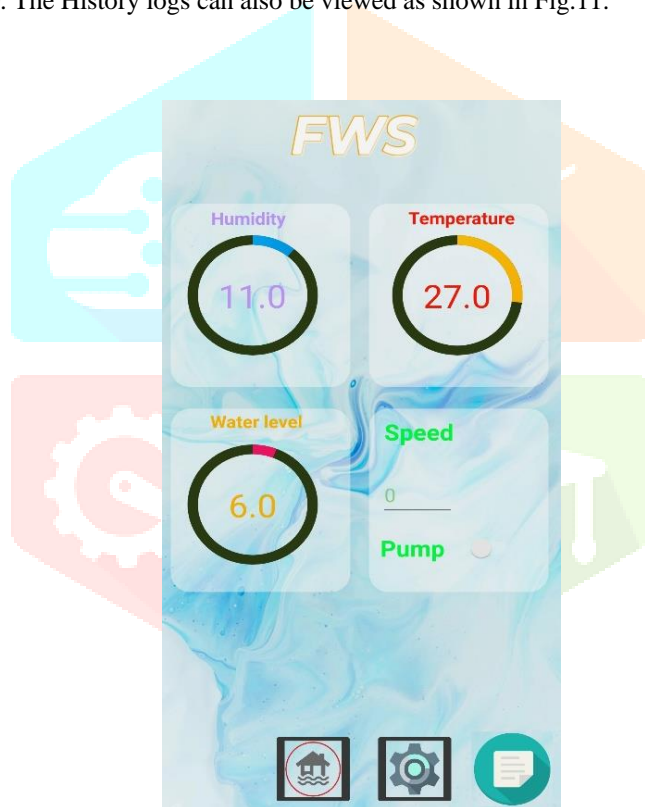 . The History logs can also be viewed as shown in Fig.11.
FWS
Humidity
Temperature
11.0
27.0
Water level
Speed
6.0
0
Pump